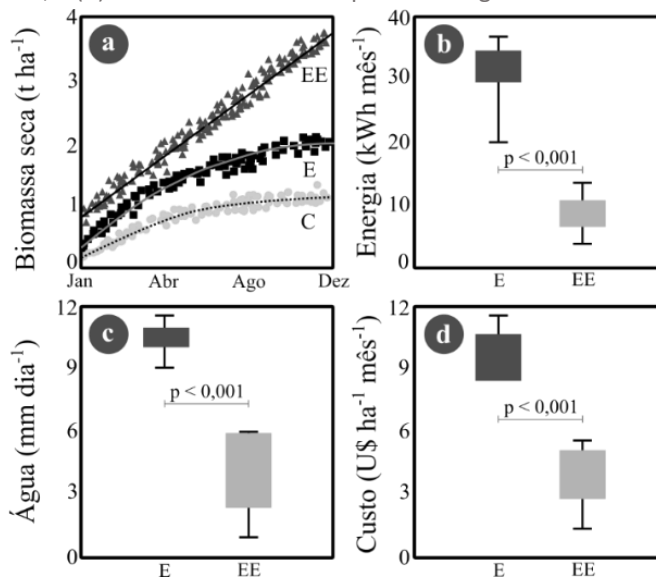 a
Biomassa seca (t ha⁻¹)
4
3
2
1
0
EE
E
C
Jan Abr Ago Dez
b
Energia (kWh mês⁻¹)
40
30
20
10
0
p < 0,001
E EE
c
Água (mm dia⁻¹)
12
9
6
3
0
p < 0,001
E EE
d
Custo (U$ ha⁻¹ mês⁻¹)
12
9
6
3
0
p < 0,001
E EE